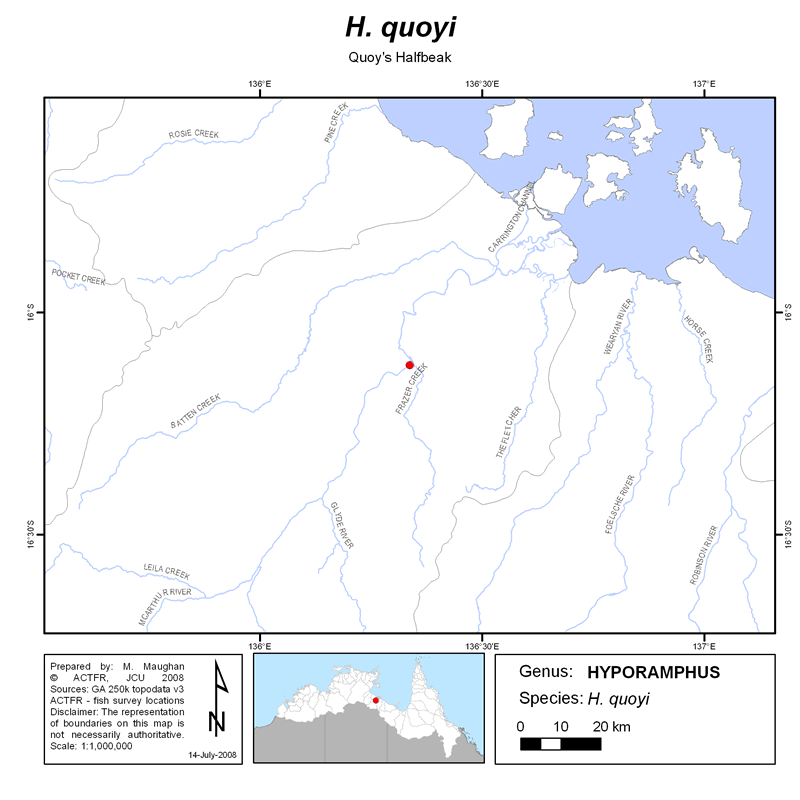 H. quoyi
Quoy's Halfbeak
136°E
136°30'E
137°E
ROSIE CREEK
PINE CREEK
CARRINGTON CHANNEL
POCKET CREEK
16°S
16°S
WEARYAN RIVER
HORSE CREEK
FRAZER CREEK
BATTEN CREEK
THE FLETCHER
GLYDE RIVER
FOELSCHE RIVER
16°30'S
16°30'S
ROBINSON RIVER
LEILA CREEK
MCARTHUR RIVER
136°E
136°30'E
137°E
Prepared by: M. Maughan
© ACTFR, JCU 2008
Sources: GA 250k topodata v3
ACTFR - fish survey locations
Disclaimer: The representation
of boundaries on this map is
not necessarily authoritative.
Scale: 1:1,000,000
N
14-July-2008
Genus: HYPORAMPHUS
Species: H. quoyi
0 10 20 km